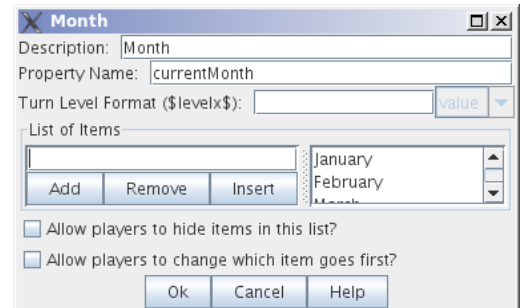 Month
Description: Month
Property Name: currentMonth
Turn Level Format ($levelx$): value
List of Items
January
February
March
Add Remove Insert
Allow players to hide items in this list?
Allow players to change which item goes first?
Ok Cancel Help